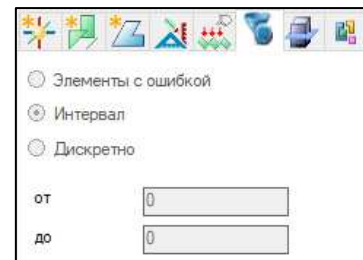 Элементы с ошибкой
Интервал
Дискретно
от 0
до 0